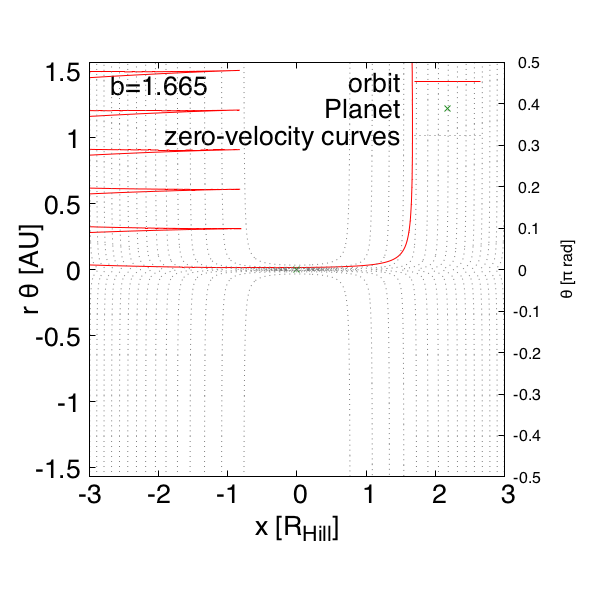 b=1.665
orbit
Planet
zero-velocity curves
1.5
1
0.5
0
-0.5
-1
-1.5
r θ [AU]
0.5
0.4
0.3
0.2
0.1
0
-0.1
-0.2
-0.3
-0.4
-0.5
θ [π rad]
-3 -2 -1 0 1 2 3
x [R_Hill]